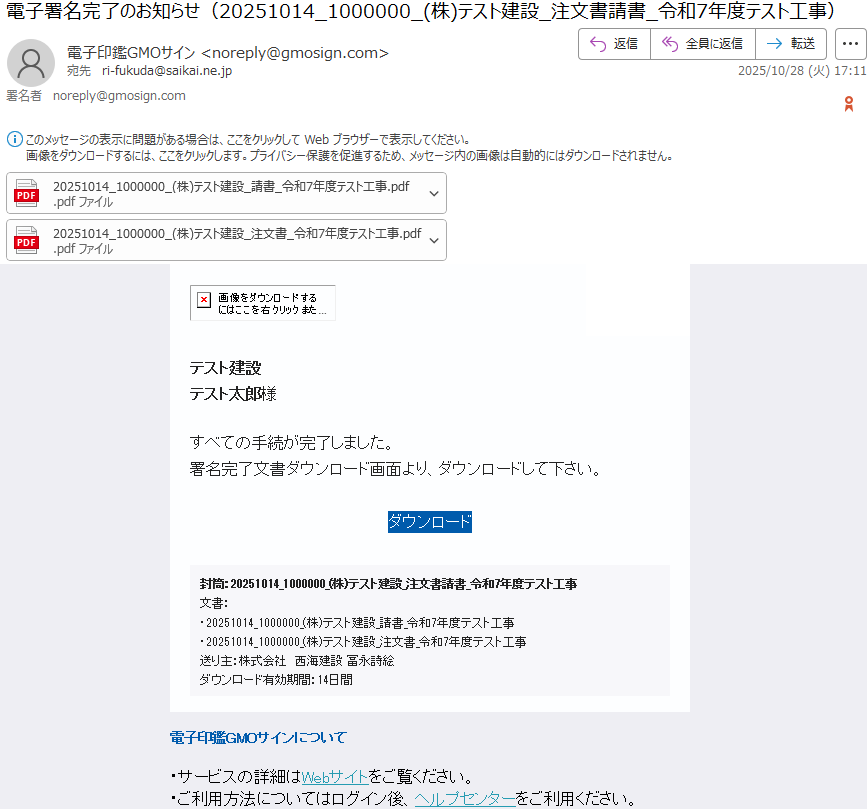 電子署名完了のお知らせ（20251014_1000000_(株)テスト建設_注文書請書_令和7年度テスト工事）
電子印鑑GMOサイン <noreply@gmosign.com>
返信 全員に返信 転送
宛先 ri-fukuda@saikai.ne.jp
2025/10/28 (火) 17:11
署名者 noreply@gmosign.com
このメッセージの表示に問題がある場合は、ここをクリックして Web ブラウザーで表示してください。
画像をダウンロードするには、ここをクリックします。プライバシー保護を促進するため、メッセージ内の画像は自動的にはダウンロードされません。
PDF
20251014_1000000_(株)テスト建設_請書_令和7年度テスト工事.pdf
.pdf ファイル
PDF
20251014_1000000_(株)テスト建設_注文書_令和7年度テスト工事.pdf
.pdf ファイル
画像をダウンロードする
にはここを右クリックまた...
テスト建設
テスト太郎様
すべての手続が完了しました。
署名完了文書ダウンロード画面より、ダウンロードして下さい。
ダウンロード
封筒：20251014_1000000_(株)テスト建設_注文書請書_令和7年度テスト工事
文書：
・20251014_1000000_(株)テスト建設_請書_令和7年度テスト工事
・20251014_1000000_(株)テスト建設_注文書_令和7年度テスト工事
送り主：株式会社　西海建設 冨永詩絵
ダウンロード有効期間：14日間
電子印鑑GMOサインについて
・サービスの詳細はWebサイトをご覧ください。
・ご利用方法についてはログイン後、ヘルプセンターをご利用ください。